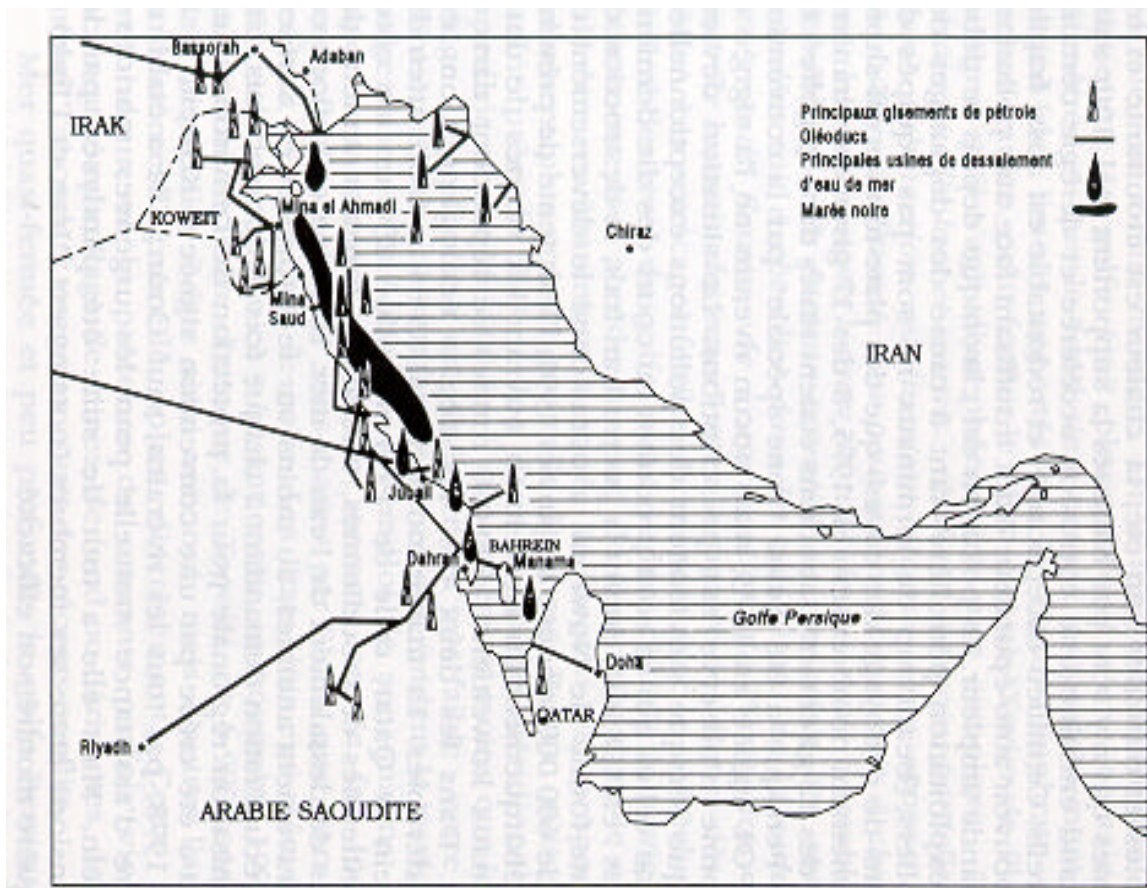 Bassorah
Adaban
IRAK
Principaux gisements de pétrole
Oléoducs
Principales usines de dessalement
d'eau de mer
Marée noire
KOWEIT
Mina el Ahmadi
Chiraz
Mina
Saud
IRAN
Jubail
BAHREIN
Dahran
Manama
Golfe Persique
Doha
QATAR
Riyadh
ARABIE SAOUDITE